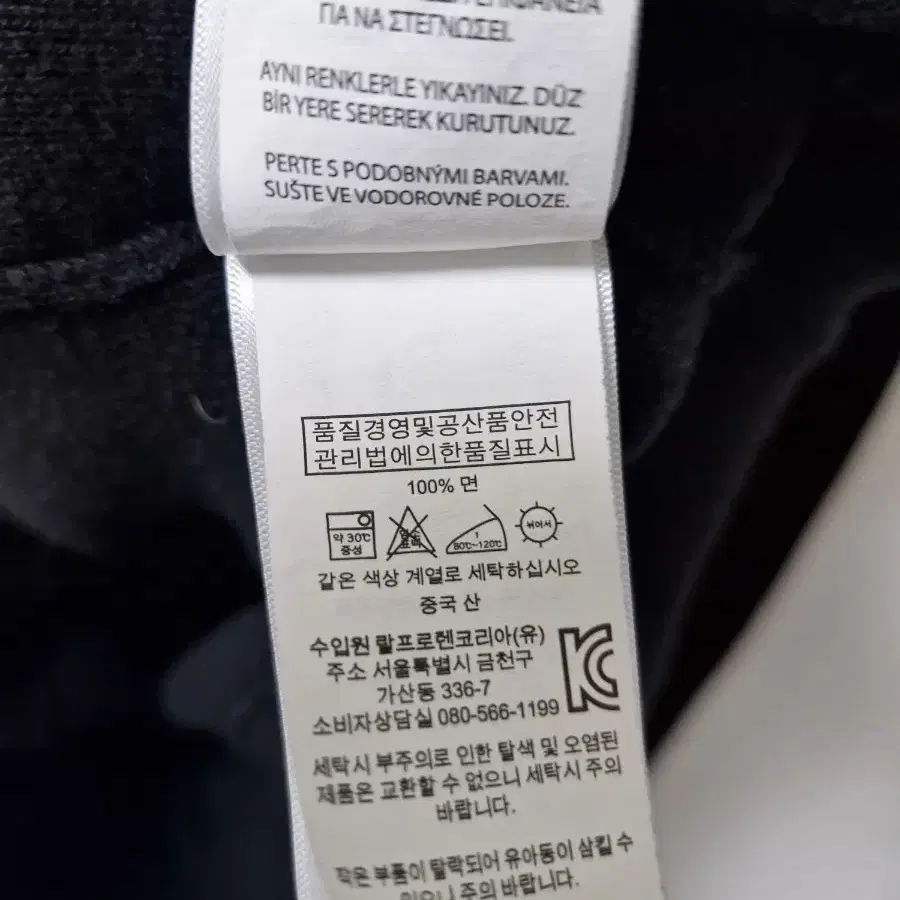 ΓΙΑ ΝΑ ΣΤΕΓΝΩΣΕΙ.
AYNI RENKLERLE YIKAYINIZ. DÜZ
BİR YERE SEREREK KURUTUNUZ.
PERTE S PODOBNÝMI BARVAMI.
SUŠTE VE VODOROVNÉ POLOZE.
품질경영및공산품안전
관리법에의한품질표시
100% 면
약 30℃
중성
염소
표백
1
80℃~120℃
뉘어서
같은 색상 계열로 세탁하십시오
중국 산
수입원 랄프로렌코리아(유)
주소 서울특별시 금천구
가산동 336-7
소비자상담실 080-566-1199
세탁시 부주의로 인한 탈색 및 오염된
제품은 교환할 수 없으니 세탁시 주의
바랍니다.
작은 부품이 탈락되어 유아동이 삼킬 수
있으니 주의 바랍니다.